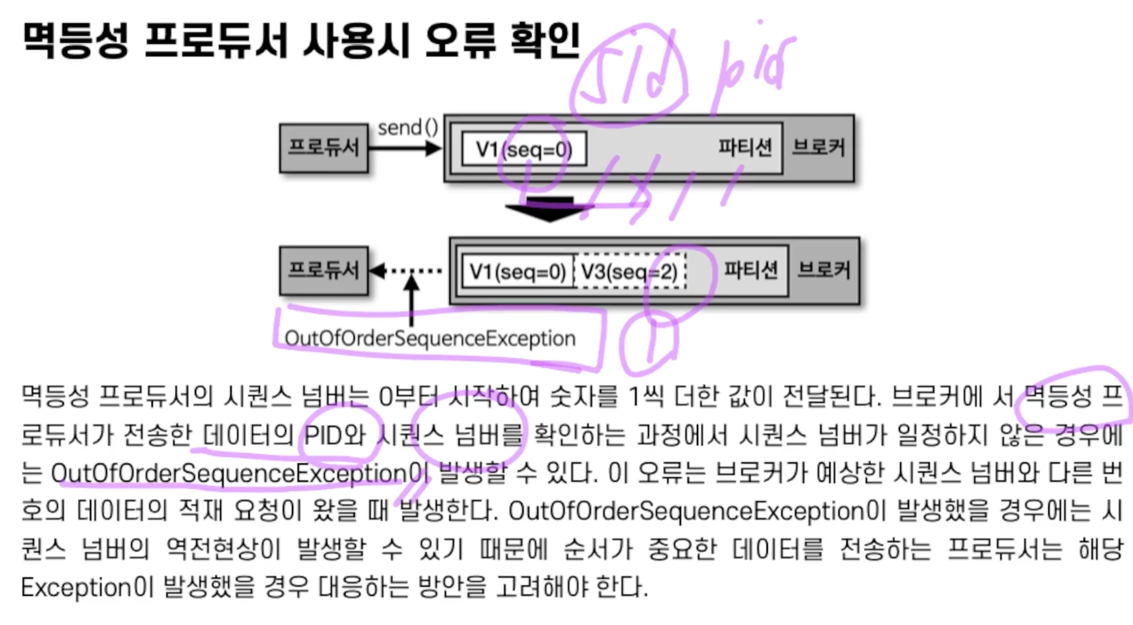 멱등성 프로듀서 사용시 오류 확인
sid pid
send()
프로듀서 V1(seq=0) 파티션 브로커
프로듀서 V1(seq=0) V3(seq=2) 파티션 브로커
OutOfOrderSequenceException 1
멱등성 프로듀서의 시퀀스 넘버는 0부터 시작하여 숫자를 1씩 더한 값이 전달된다. 브로커에 서 멱등성 프
로듀서가 전송한 데이터의 PID와 시퀀스 넘버를 확인하는 과정에서 시퀀스 넘버가 일정하지 않은 경우에
는 OutOfOrderSequenceException이 발생할 수 있다. 이 오류는 브로커가 예상한 시퀀스 넘버와 다른 번
호의 데이터의 적재 요청이 왔을 때 발생한다. OutOfOrderSequenceException이 발생했을 경우에는 시
퀀스 넘버의 역전현상이 발생할 수 있기 때문에 순서가 중요한 데이터를 전송하는 프로듀서는 해당
Exception이 발생했을 경우 대응하는 방안을 고려해야 한다.